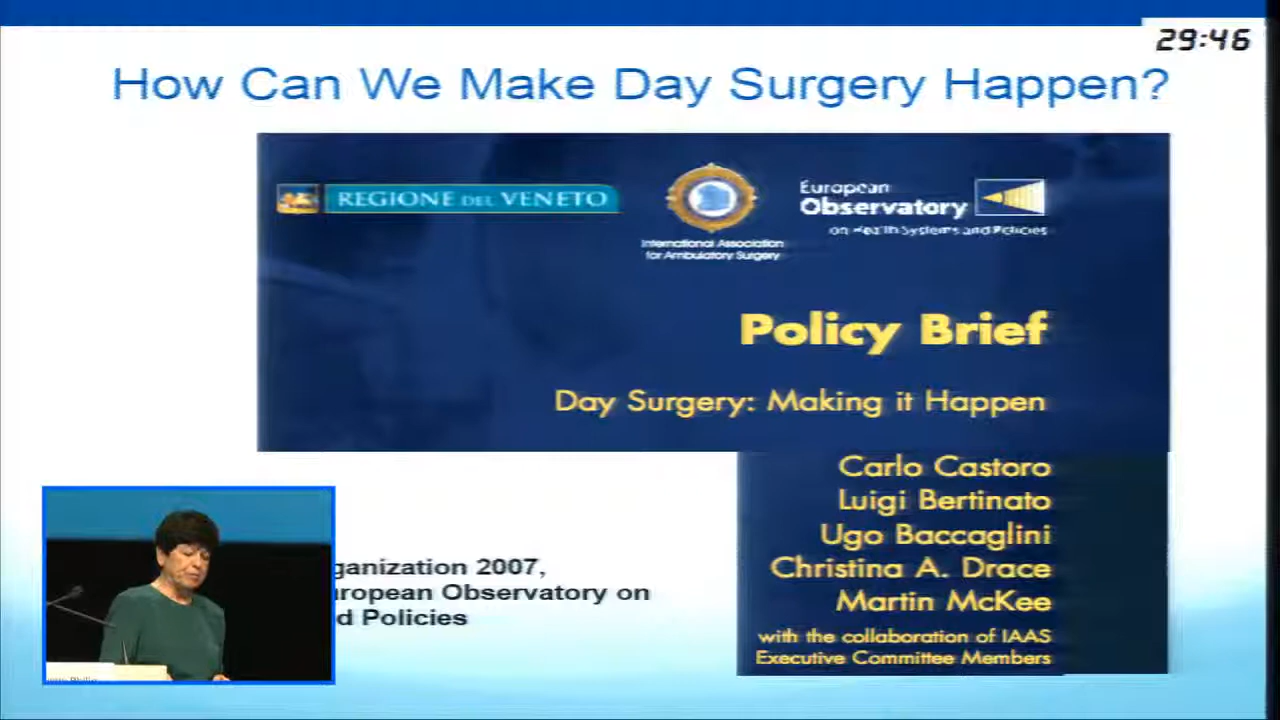 29:46
How Can We Make Day Surgery Happen?
REGIONE DEL VENETO
International Association
for Ambulatory Surgery
European
Observatory
on Health Systems and Policies
Policy Brief
Day Surgery: Making it Happen
Carlo Castoro
Luigi Bertinato
Ugo Baccaglini
Christina A. Drace
Martin McKee
with the collaboration of IAAS
Executive Committee Members
ganization 2007,
uropean Observatory on
d Policies